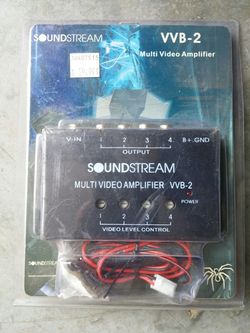 SOUNDSTREAM
VVB-2
Multi Video Amplifier
V-IN 1 2 3 4 B+.GND
OUTPUT
SOUNDSTREAM
MULTI VIDEO AMPLIFIER VVB-2
POWER
1 2 3 4
VIDEO LEVEL CONTROL
SOUNDSTREAM